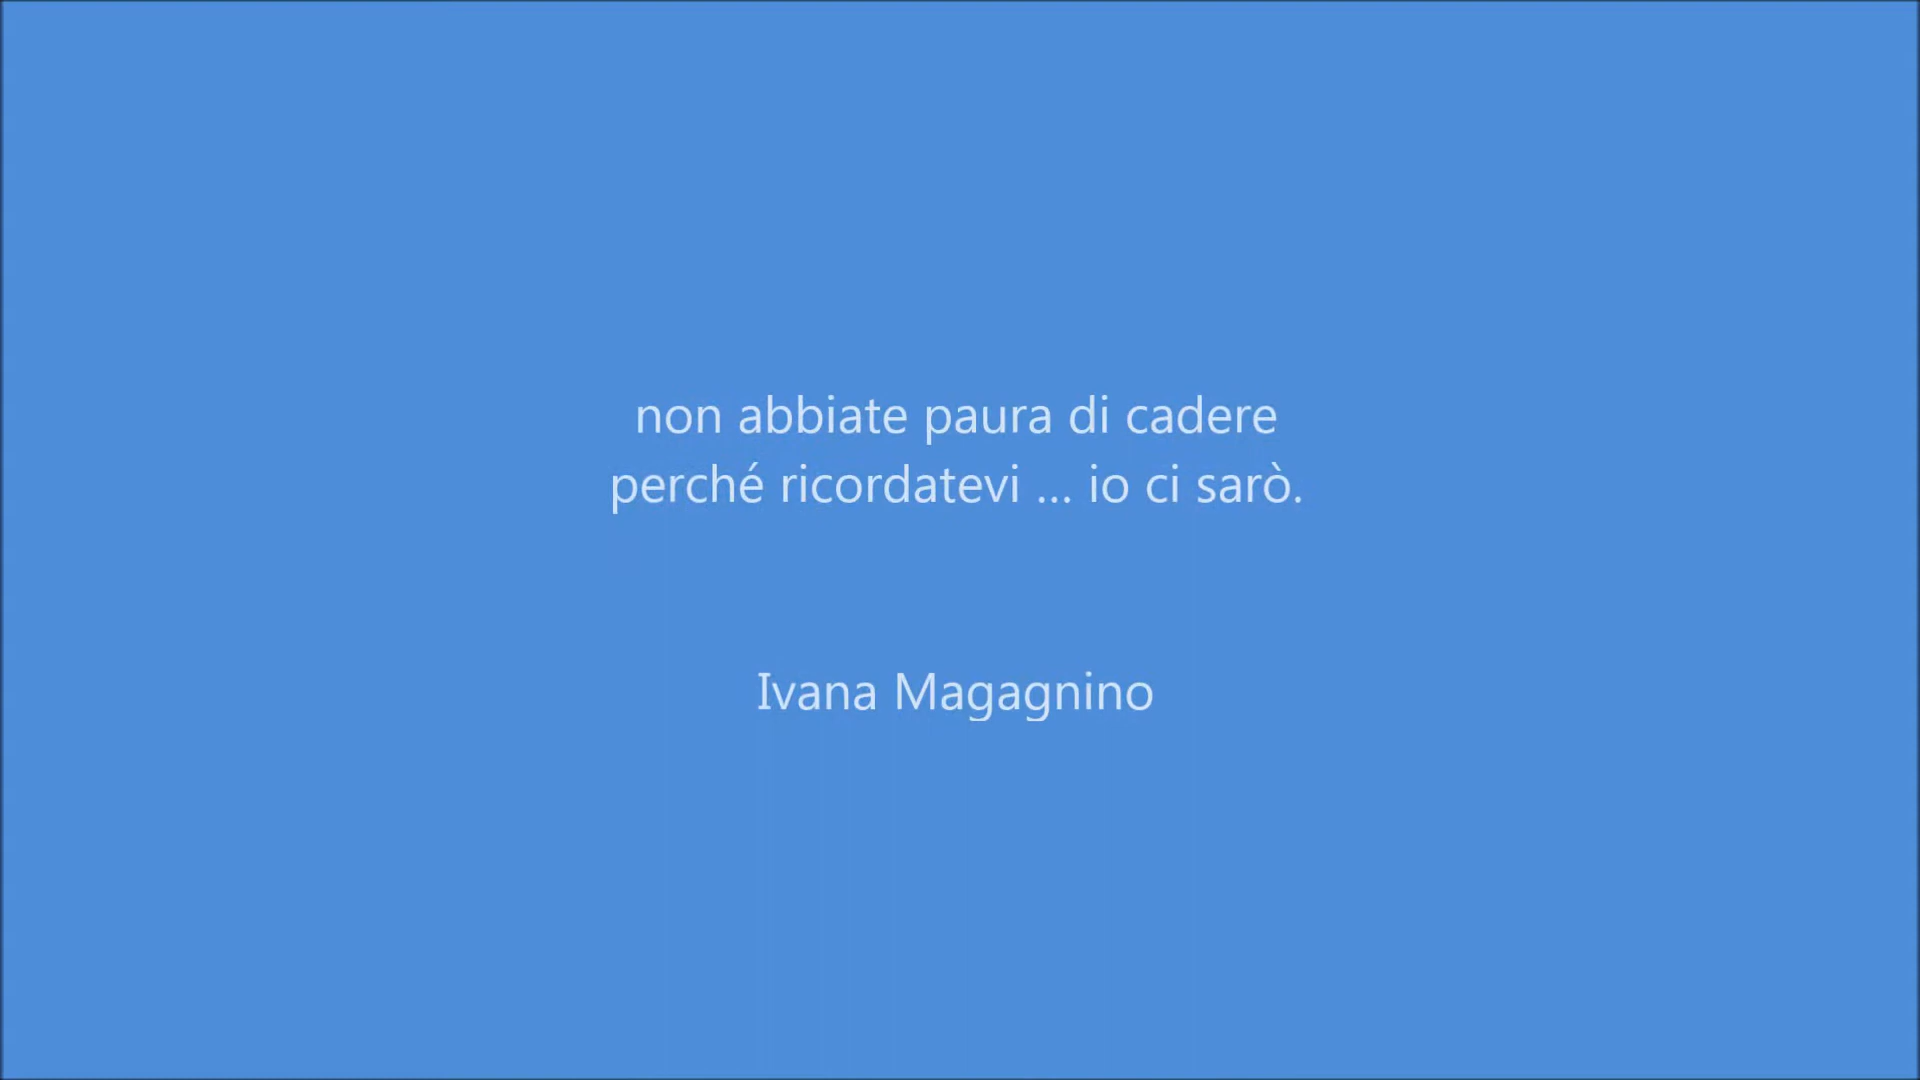 non abbiate paura di cadere
perché ricordatevi ... io ci sarò.
Ivana Magagnino